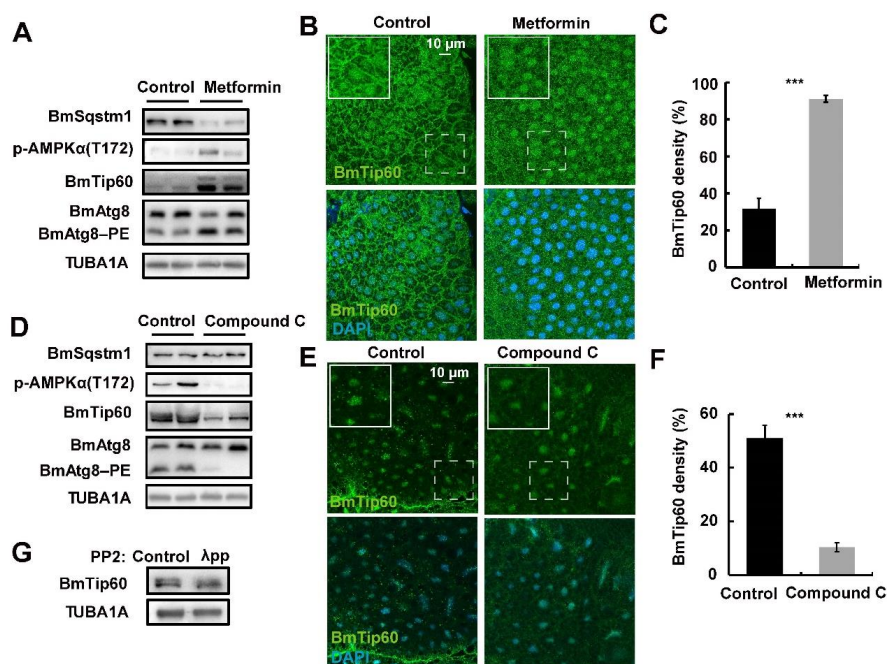 A
Control Metformin
BmSqstm1
p-AMPKα(T172)
BmTip60
BmAtg8
BmAtg8–PE
TUBA1A
B
Control
Metformin
10 μm
BmTip60
BmTip60
DAPI
C
BmTip60 density (%)
100
80
60
40
20
0
***
Control
Metformin
D
Control Compound C
BmSqstm1
p-AMPKα(T172)
BmTip60
BmAtg8
BmAtg8–PE
TUBA1A
E
Control
Compound C
10 μm
BmTip60
BmTip60
DAPI
F
BmTip60 density (%)
60
40
20
0
***
Control Compound C
G
PP2: Control λpp
BmTip60
TUBA1A